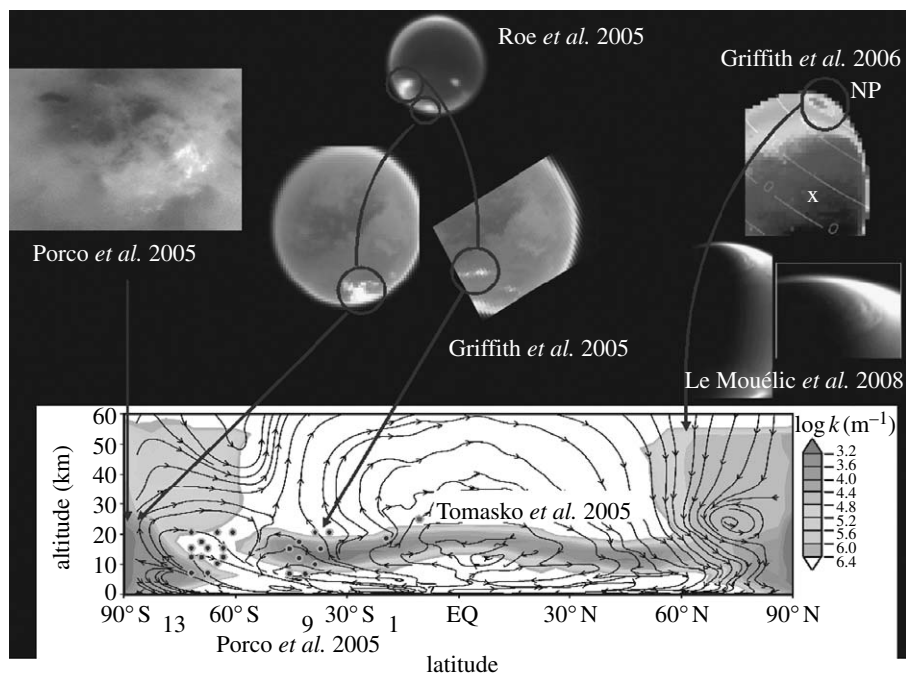 Roe et al. 2005
Griffith et al. 2006
NP
x
0
0
Porco et al. 2005
Griffith et al. 2005
Le Mouélic et al. 2008
60
50
40
30
20
10
0
altitude (km)
Tomasko et al. 2005
log k (m⁻¹)
3.2
3.6
4.0
4.4
4.8
5.2
5.6
6.0
6.4
90° S
60° S
30° S
EQ
30° N
60° N
90° N
13
9
1
Porco et al. 2005
latitude